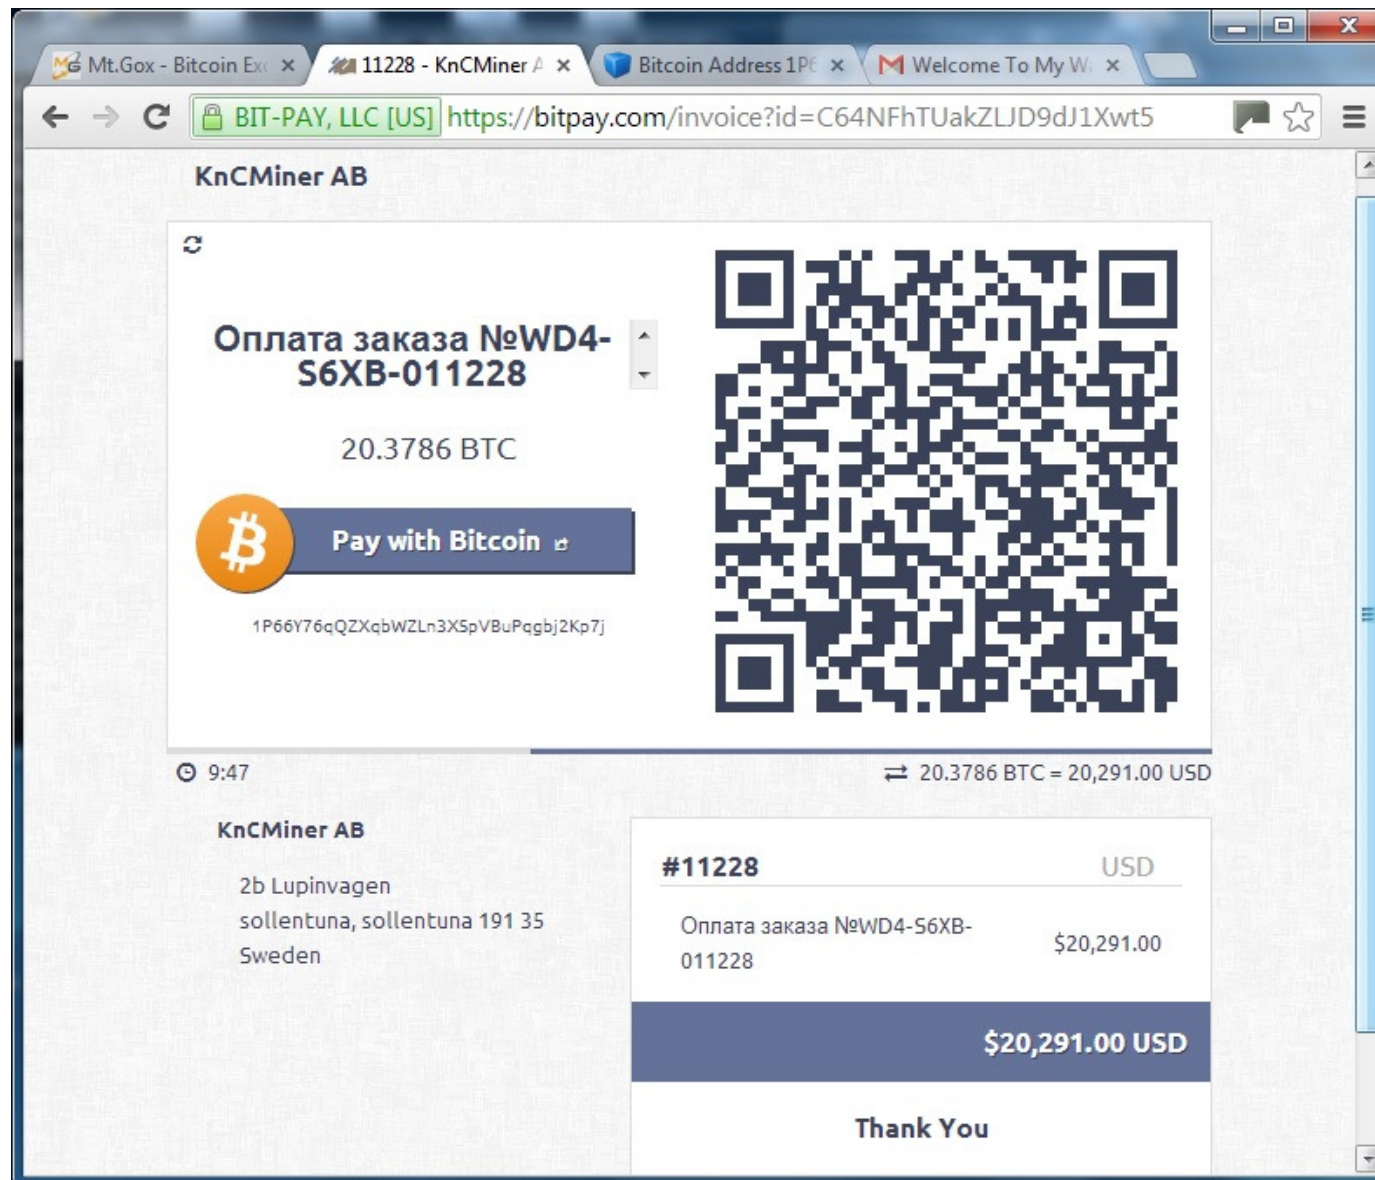 Mt.Gox - Bitcoin Ex
11228 - KnCMiner A
Bitcoin Address 1P6
Welcome To My W
BIT-PAY, LLC [US] https://bitpay.com/invoice?id=C64NFhTUakZLJD9dJ1Xwt5
KnCMiner AB
Оплата заказа №WD4-
S6XB-011228
20.3786 BTC
Pay with Bitcoin
1P66Y76qQZXqbWZLn3XSpVBuPqgbj2Kp7j
9:47
20.3786 BTC = 20,291.00 USD
KnCMiner AB
2b Lupinvagen
sollentuna, sollentuna 191 35
Sweden
#11228 USD
Оплата заказа №WD4-S6XB-
011228
$20,291.00
$20,291.00 USD
Thank You